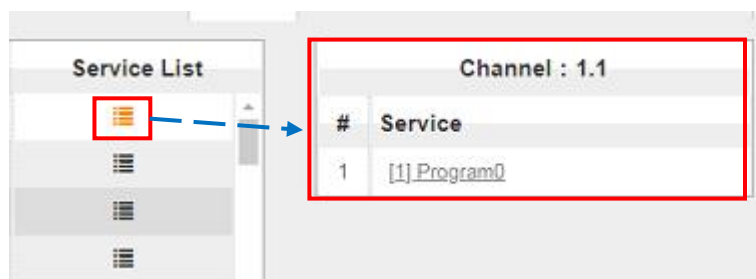 Service List
Channel : 1.1
# Service
1 [1] Program0